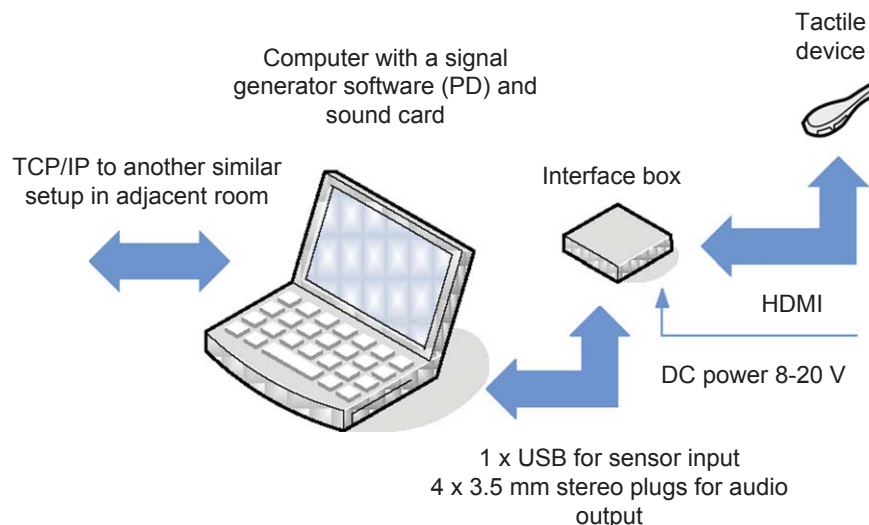 Tactile
device
Computer with a signal
generator software (PD) and
sound card
TCP/IP to another similar
setup in adjacent room
Interface box
HDMI
DC power 8-20 V
1 x USB for sensor input
4 x 3.5 mm stereo plugs for audio
output